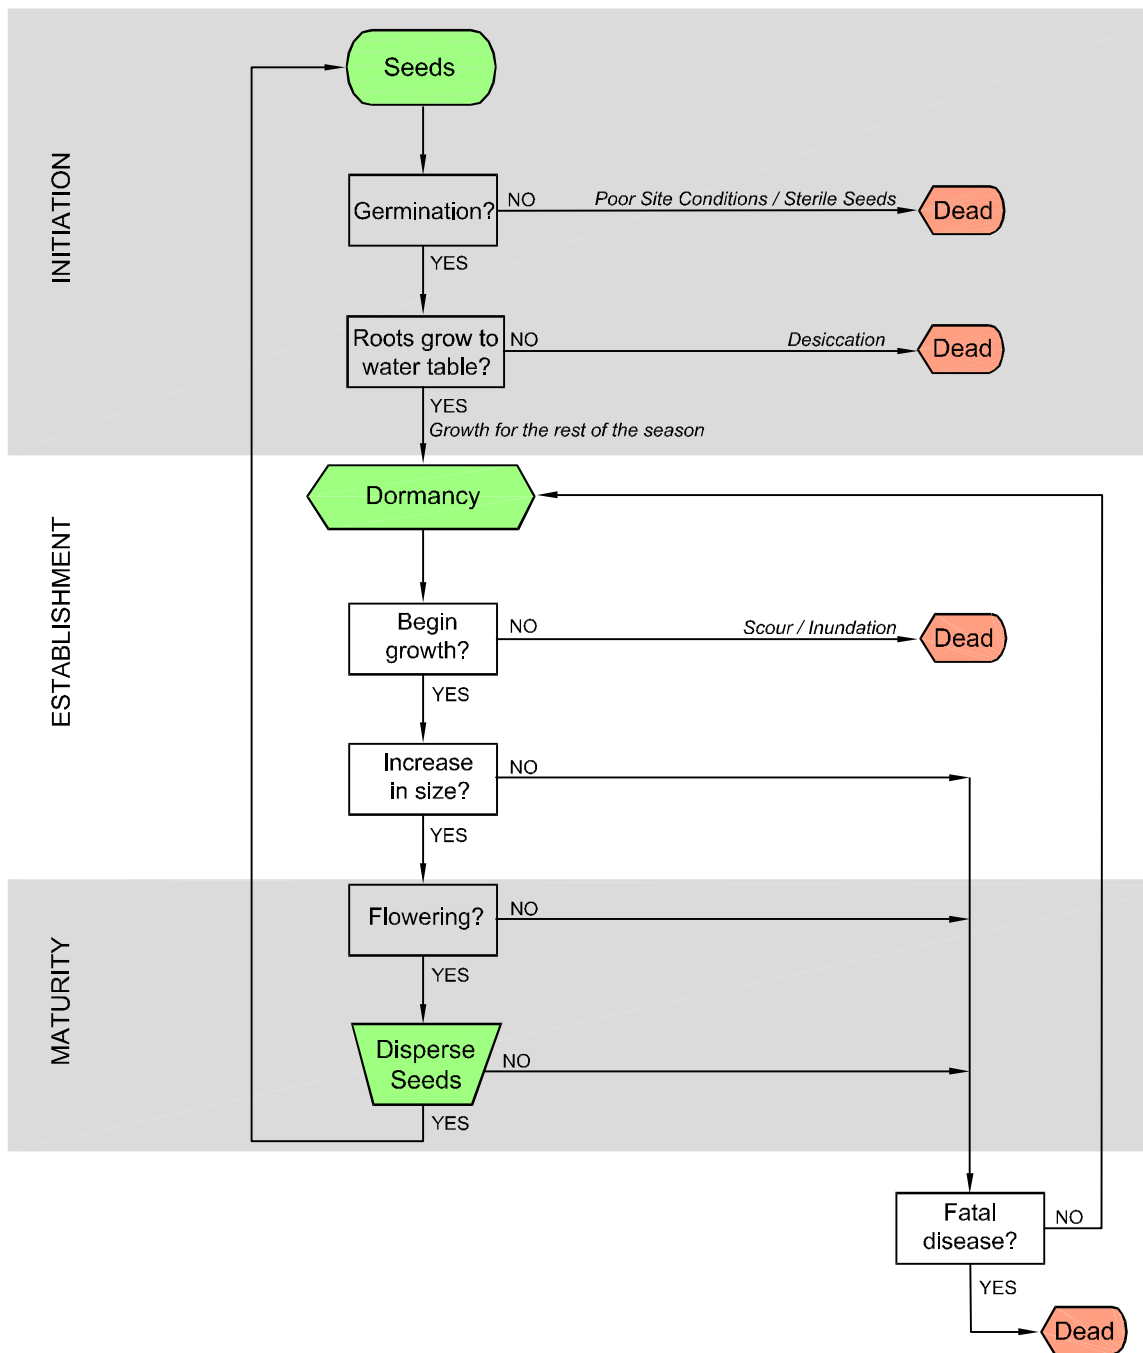 Seeds
INITIATION
Germination?
NO
Poor Site Conditions / Sterile Seeds
Dead
YES
Roots grow to
water table?
NO
Desiccation
Dead
YES
Growth for the rest of the season
Dormancy
ESTABLISHMENT
Begin
growth?
NO
Scour / Inundation
Dead
YES
Increase
in size?
NO
YES
MATURITY
Flowering?
NO
YES
Disperse
Seeds
NO
YES
Fatal
disease?
NO
YES
Dead